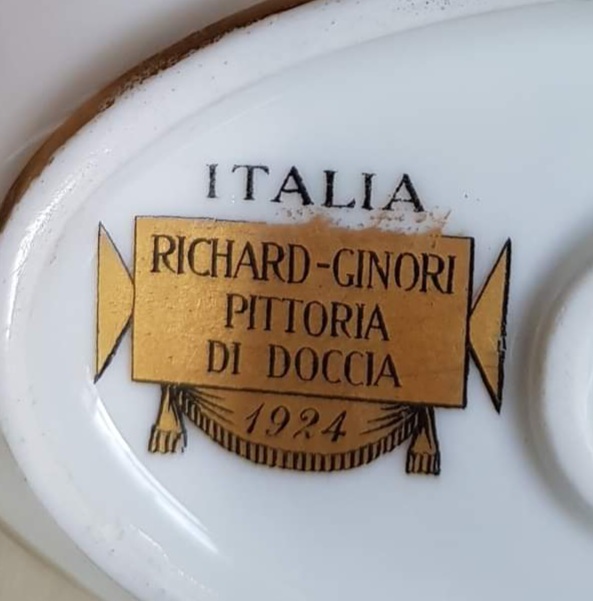 ITALIA
RICHARD-GINORI
PITTORIA
DI DOCCIA
1924